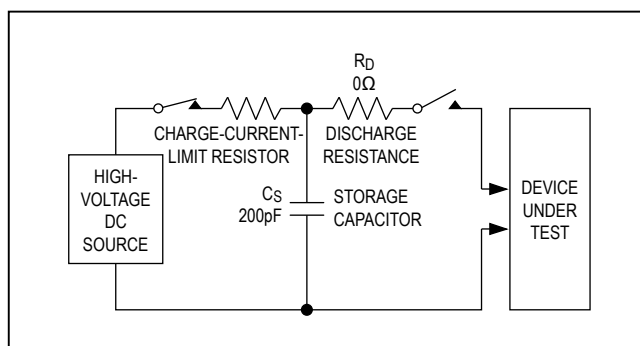 RD
0Ω
CHARGE-CURRENT-
LIMIT RESISTOR
DISCHARGE
RESISTANCE
HIGH-
VOLTAGE
DC
SOURCE
CS
200pF
STORAGE
CAPACITOR
DEVICE
UNDER
TEST